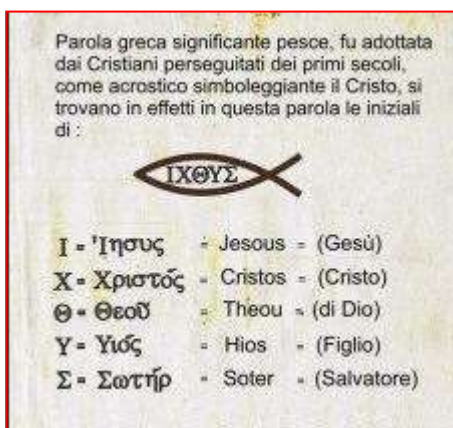 Parola greca significante pesce, fu adottata
dai Cristiani perseguitati dei primi secoli,
come acrostico simboleggiante il Cristo, si
trovano in effetti in questa parola le iniziali
di :
ΙΧΘΥΣ
Ι = Ἰησυς = Jesous = (Gesù)
Χ = Χριστός = Cristos = (Cristo)
Θ = Θεοῦ = Theou = (di Dio)
Υ = Υιός = Hios = (Figlio)
Σ = Σωτήρ = Soter = (Salvatore)